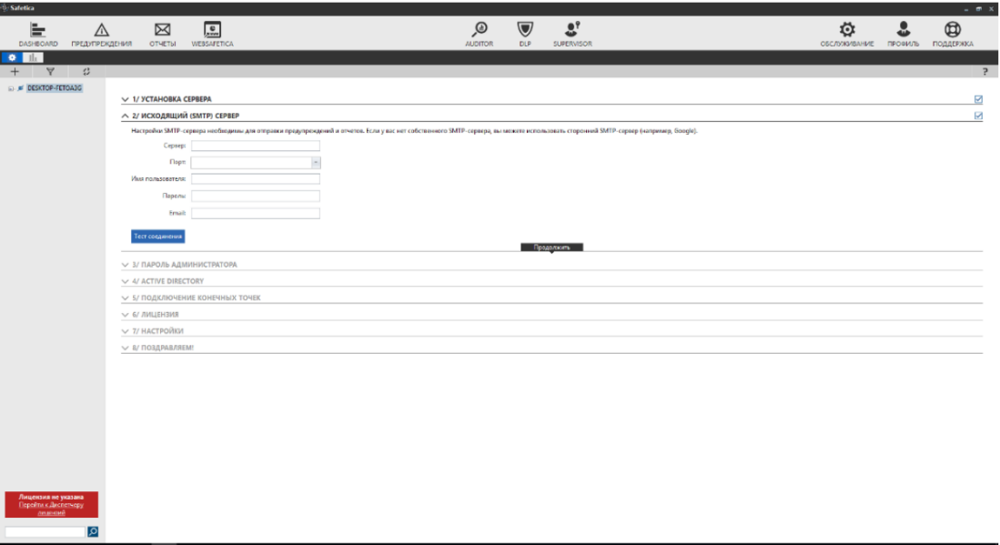 Safetica
DASHBOARD ПРЕДУПРЕЖДЕНИЯ ОТЧЕТЫ WEBSAFETICA AUDITOR DLP SUPERVISOR ОБСЛУЖИВАНИЕ ПРОФИЛЬ ПОДДЕРЖКА
?
DESKTOP-FETOA3G
1/ УСТАНОВКА СЕРВЕРА
2/ ИСХОДЯЩИЙ (SMTP) СЕРВЕР
Настройки SMTP-сервера необходимы для отправки предупреждений и отчетов. Если у вас нет собственного SMTP-сервера, вы можете использовать сторонний SMTP-сервер (например, Google).
Сервер:
Порт:
Имя пользователя:
Пароль:
Email:
Тест соединения
Продолжить
3/ ПАРОЛЬ АДМИНИСТРАТОРА
4/ ACTIVE DIRECTORY
5/ ПОДКЛЮЧЕНИЕ КОНЕЧНЫХ ТОЧЕК
6/ ЛИЦЕНЗИЯ
7/ НАСТРОЙКИ
8/ ПОЗДРАВЛЯЕМ!
Лицензия не указана
Перейти к Диспетчеру
лицензий